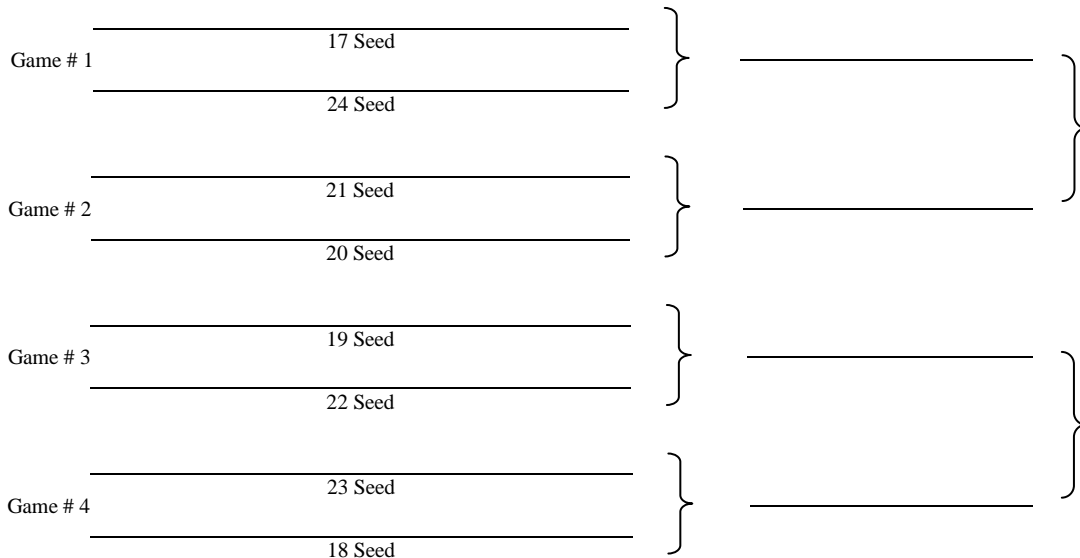 17 Seed
Game # 1
24 Seed
21 Seed
Game # 2
20 Seed
19 Seed
Game # 3
22 Seed
23 Seed
Game # 4
18 Seed